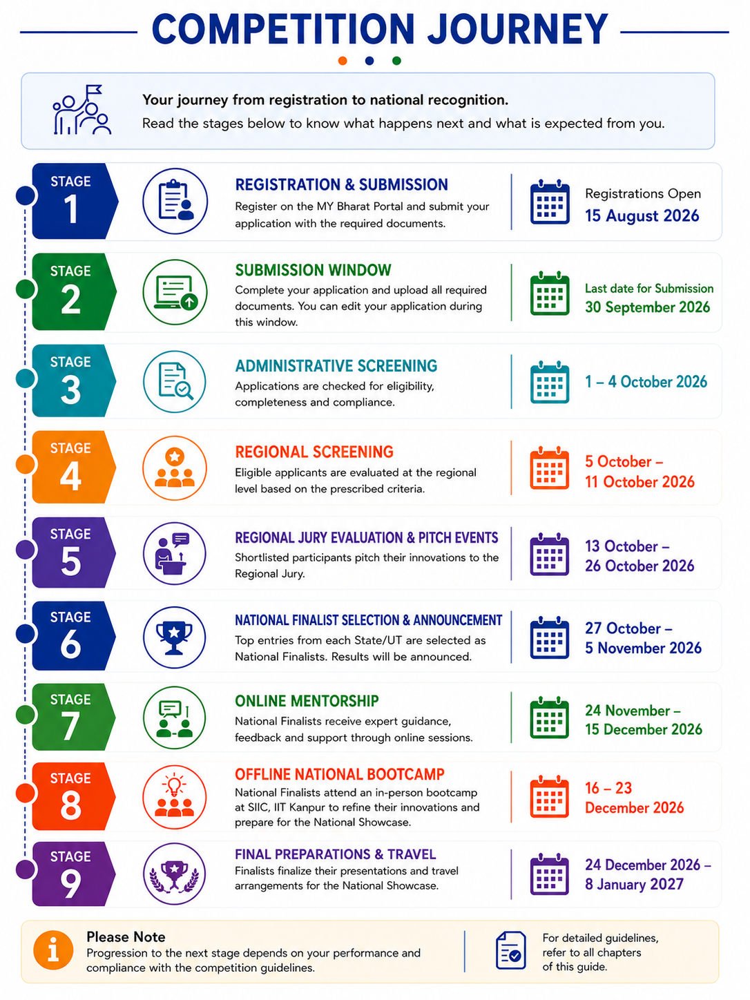 COMPETITION JOURNEY
Your journey from registration to national recognition.
Read the stages below to know what happens next and what is expected from you.
STAGE
1
REGISTRATION & SUBMISSION
Register on the MY Bharat Portal and submit your
application with the required documents.
Registrations Open
15 August 2026
STAGE
2
SUBMISSION WINDOW
Complete your application and upload all required
documents. You can edit your application during
this window.
Last date for Submission
30 September 2026
STAGE
3
ADMINISTRATIVE SCREENING
Applications are checked for eligibility,
completeness and compliance.
1 – 4 October 2026
STAGE
4
REGIONAL SCREENING
Eligible applicants are evaluated at the regional
level based on the prescribed criteria.
5 October –
11 October 2026
STAGE
5
REGIONAL JURY EVALUATION & PITCH EVENTS
Shortlisted participants pitch their innovations to the
Regional Jury.
13 October –
26 October 2026
STAGE
6
NATIONAL FINALIST SELECTION & ANNOUNCEMENT
Top entries from each State/UT are selected as
National Finalists. Results will be announced.
27 October –
5 November 2026
STAGE
7
ONLINE MENTORSHIP
National Finalists receive expert guidance,
feedback and support through online sessions.
24 November –
15 December 2026
STAGE
8
OFFLINE NATIONAL BOOTCAMP
National Finalists attend an in-person bootcamp
at SIIC, IIT Kanpur to refine their innovations and
prepare for the National Showcase.
16 – 23
December 2026
STAGE
9
FINAL PREPARATIONS & TRAVEL
Finalists finalize their presentations and travel
arrangements for the National Showcase.
24 December 2026 –
8 January 2027
Please Note
Progression to the next stage depends on your performance and
compliance with the competition guidelines.
For detailed guidelines,
refer to all chapters
of this guide.